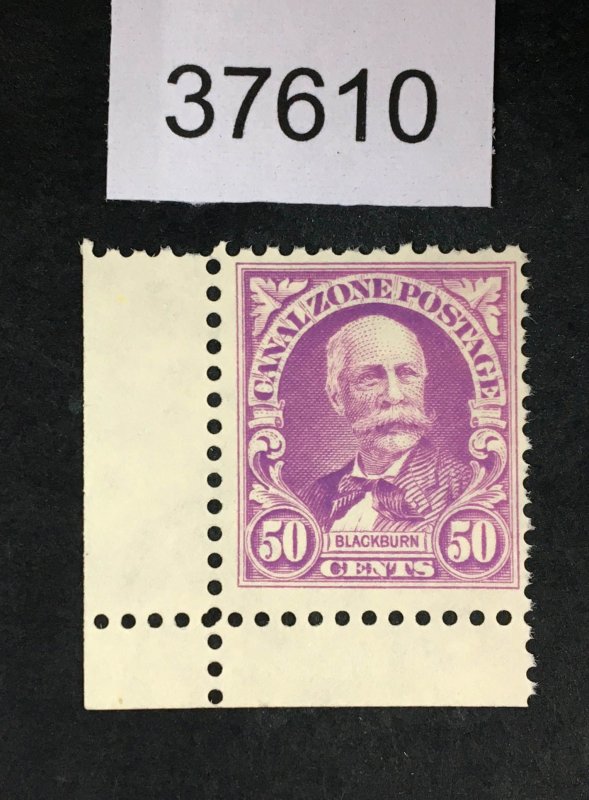 37610
CANAL ZONE POSTAGE
50 BLACKBURN 50
CENTS